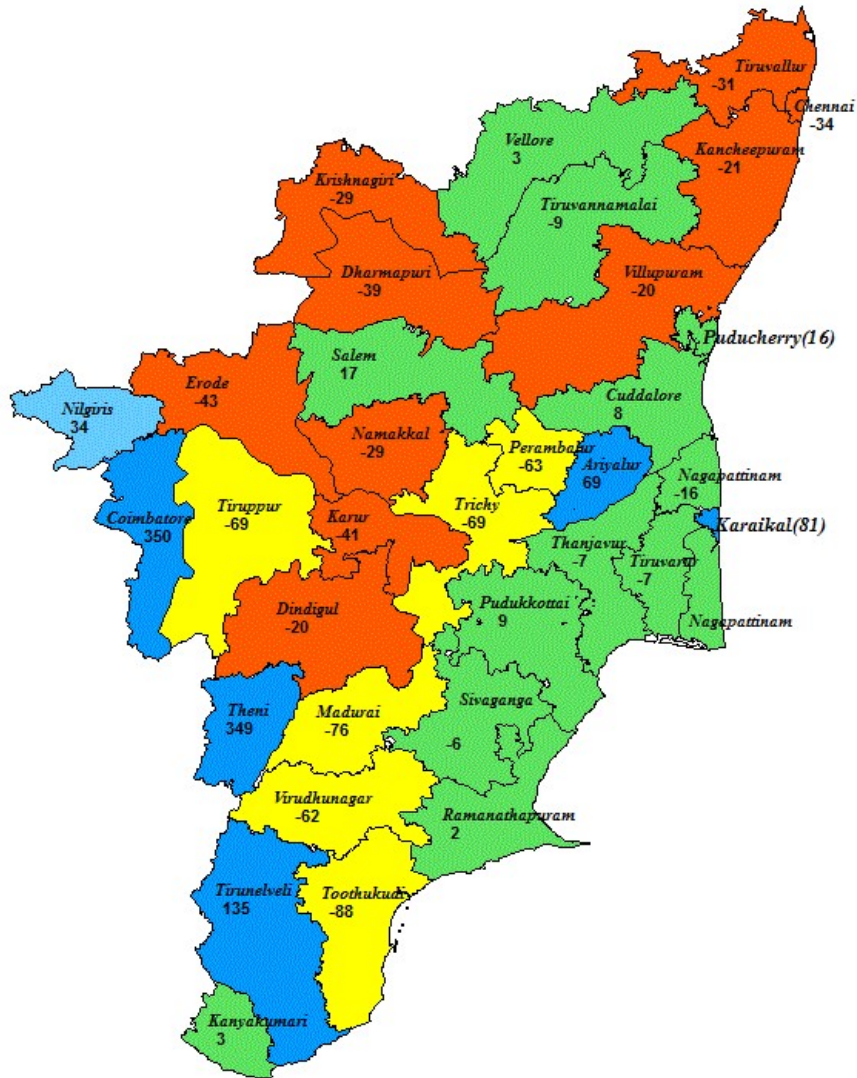 Tiruvallur
-31
Chennai
-34
Vellore
3
Kancheepuram
-21
Krishnagiri
-29
Tiruvannamalai
-9
Dharmapuri
-39
Villupuram
-20
Puducherry(16)
Salem
17
Erode
-43
Cuddalore
8
Nilgiris
34
Namakkal
-29
Perambalur
-63
Ariyalur
69
Nagapattinam
-16
Coimbatore
350
Tiruppur
-69
Karur
-41
Trichy
-69
Karaikal(81)
Thanjavur
-7
Tiruvarur
-7
Pudukkottai
9
Dindigul
-20
Nagapattinam
Theni
349
Madurai
-76
Sivaganga
-6
Virudhunagar
-62
Ramanathapuram
2
Tirunelveli
135
Toothukudi
-88
Kanyakumari
3